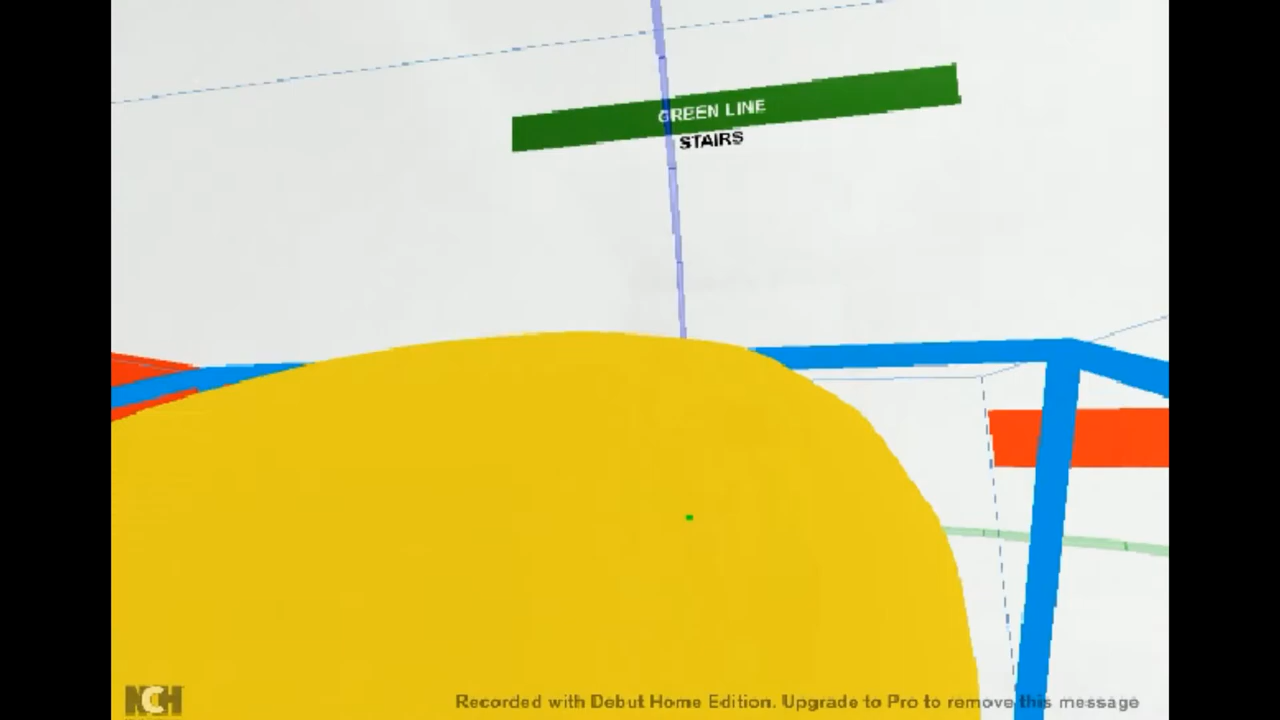 GREEN LINE
STAIRS
NCH
Recorded with Debut Home Edition. Upgrade to Pro to remove this message